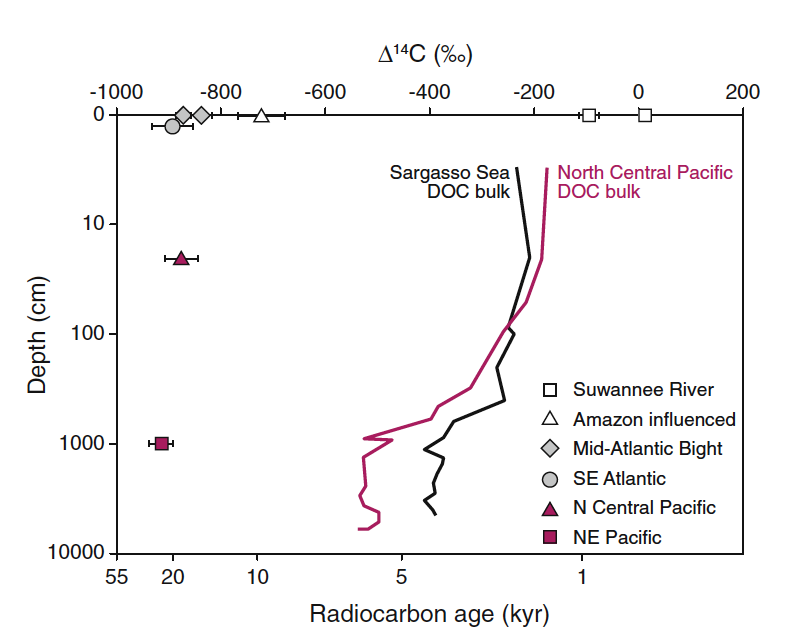 Δ¹⁴C (‰)
-1000 -800 -600 -400 -200 0 200
0
Sargasso Sea
DOC bulk
North Central Pacific
DOC bulk
10
Depth (cm)
100
1000
10000
Suwannee River
Amazon influenced
Mid-Atlantic Bight
SE Atlantic
N Central Pacific
NE Pacific
55 20 10 5 1
Radiocarbon age (kyr)